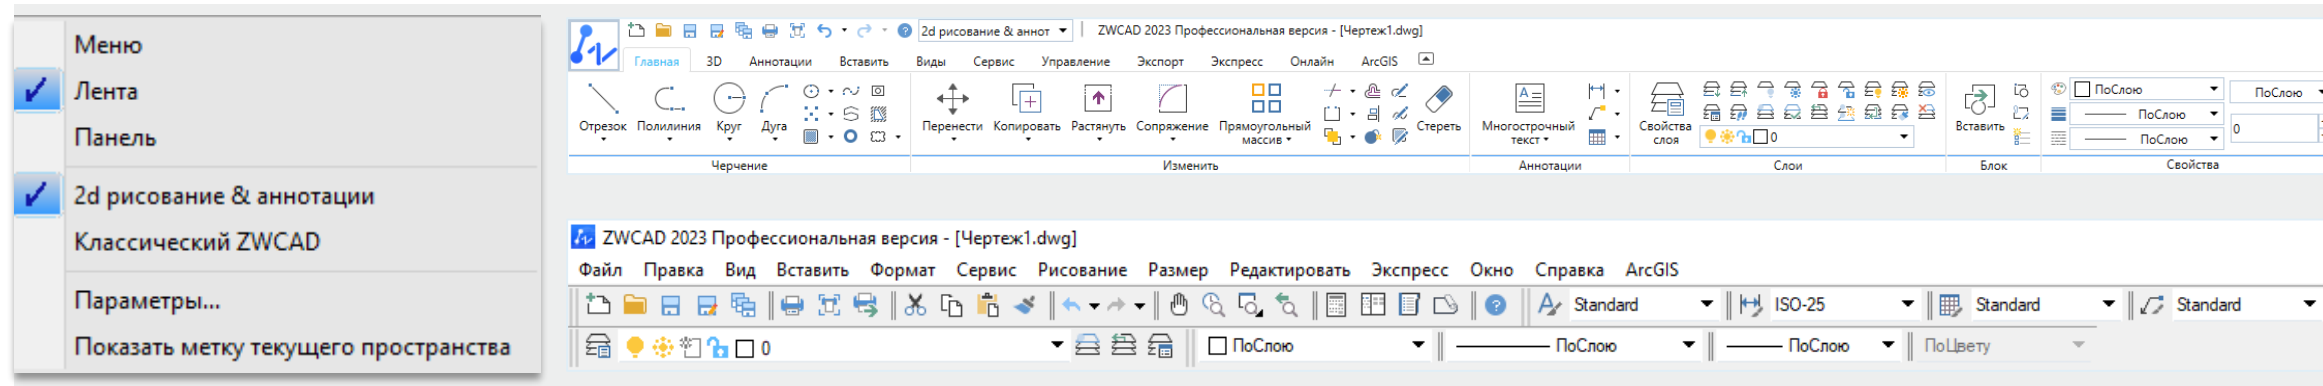 Меню
Лента
Панель
2d рисование & аннотации
Классический ZWCAD
Параметры...
Показать метку текущего пространства
2d рисование & аннот ZWCAD 2023 Профессиональная версия - [Чертеж1.dwg]
Главная 3D Аннотации Вставить Виды Сервис Управление Экспорт Экспресс Онлайн ArcGIS
Отрезок Полилиния Круг Дуга
Черчение
Перенести Копировать Растянуть Сопряжение Прямоугольный массив Стереть
Изменить
Многострочный текст
Аннотации
Свойства слоя
0
Слои
Вставить
Блок
ПоСлою ПоСлою
ПоСлою
0
ПоСлою
Свойства
ZWCAD 2023 Профессиональная версия - [Чертеж1.dwg]
Файл Правка Вид Вставить Формат Сервис Рисование Размер Редактировать Экспресс Окно Справка ArcGIS
Standard ISO-25 Standard Standard
0 ПоСлою ПоСлою ПоСлою ПоЦвету